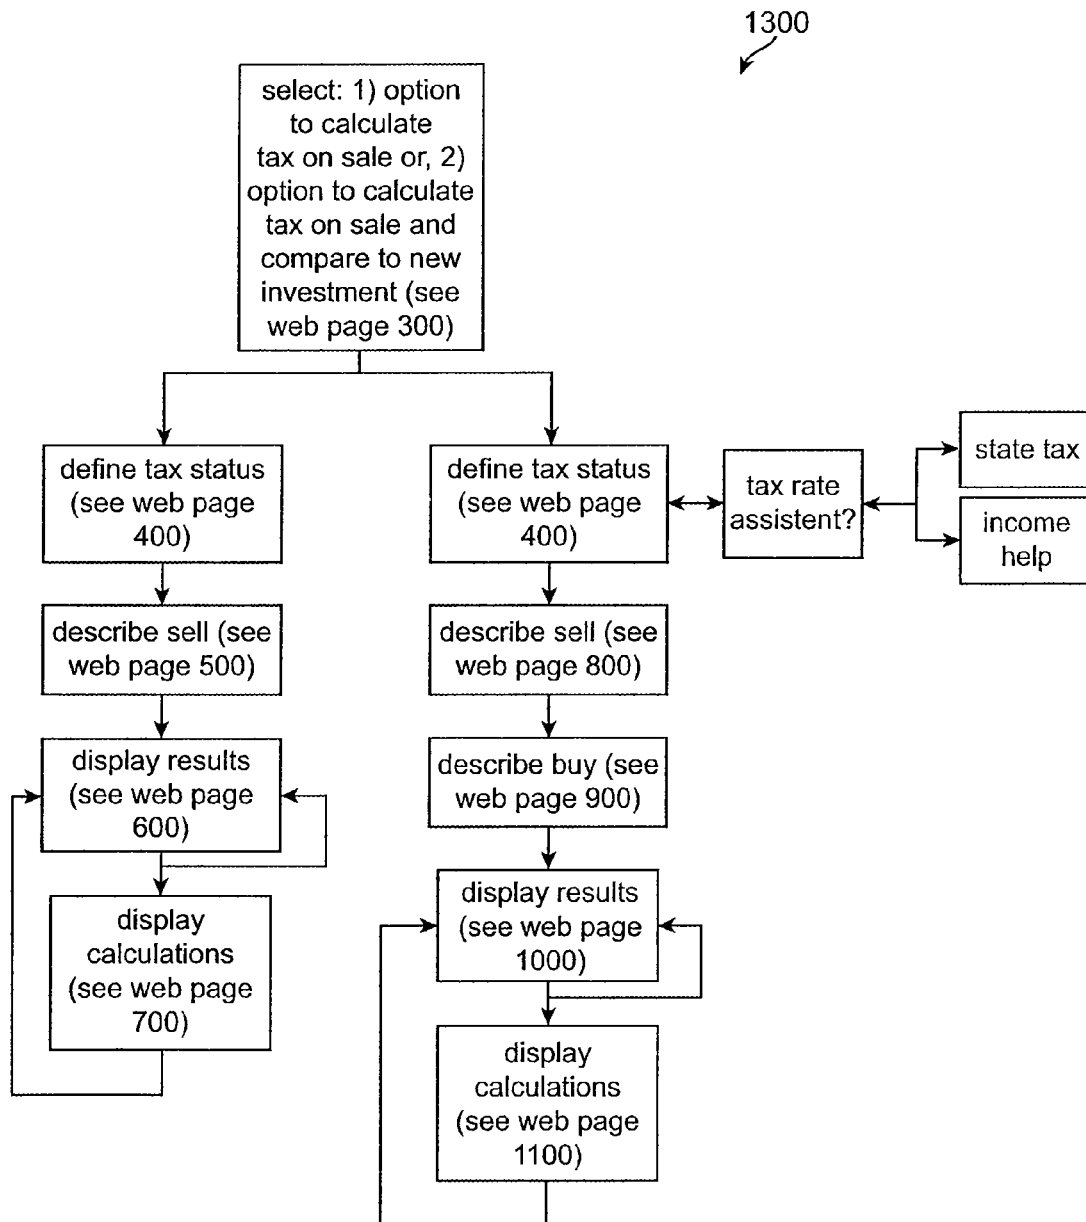 1300
select: 1) option
to calculate
tax on sale or, 2)
option to calculate
tax on sale and
compare to new
investment (see
web page 300)
define tax status
(see web page
400)
describe sell (see
web page 500)
display results
(see web page
600)
display
calculations
(see web page
700)
define tax status
(see web page
400)
tax rate
assistent?
state tax
income
help
describe sell (see
web page 800)
describe buy (see
web page 900)
display results
(see web page
1000)
display
calculations
(see web page
1100)